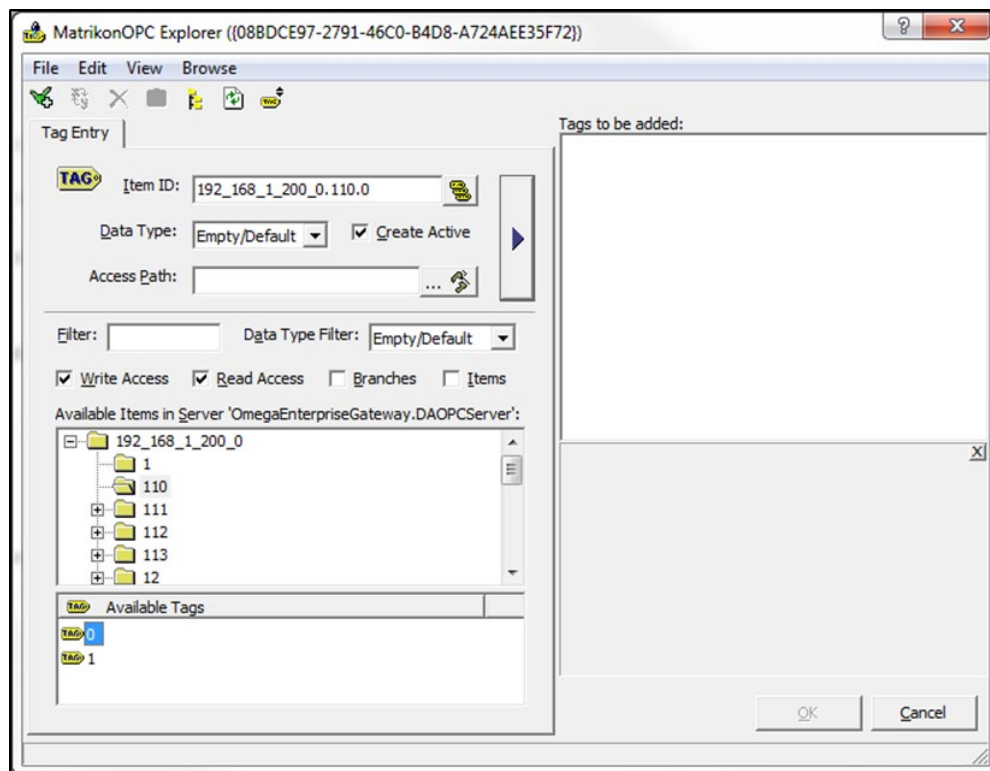 MatrikonOPC Explorer ({08BDCE97-2791-46C0-B4D8-A724AEE35F72})
File Edit View Browse
Tag Entry
Tags to be added:
TAG
Item ID: 192_168_1_200_0.110.0
Data Type: Empty/Default Create Active
Access Path: ...
Filter: Data Type Filter: Empty/Default
Write Access Read Access Branches Items
Available Items in Server 'OmegaEnterpriseGateway.DAOPCServer':
192_168_1_200_0
1
110
111
112
113
12
Available Tags
TAG 0
TAG 1
OK Cancel